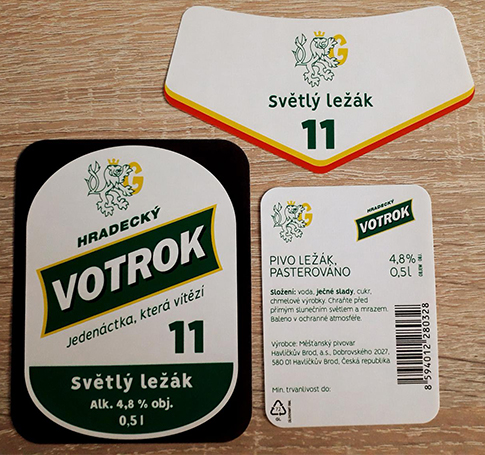 G
Světlý ležák
11
G
HRADECKÝ
VOTROK
Jedenáctka, která vítězí
11
Světlý ležák
Alk. 4,8 % obj.
0,5 l
G
HRADECKÝ
VOTROK
PIVO LEŽÁK,
PASTEROVÁNO
4,8%
0,5 l
Složení: voda, ječné slady, cukr,
chmelové výrobky. Chraňte před
přímým slunečním světlem a mrazem.
Baleno v ochranné atmosféře.
Výrobce: Měšťanský pivovar
Havlíčkův Brod, a.s., Dobrovského 2027,
580 01 Havlíčkův Brod, Česká republika
Min. trvanlivost do:
8 594012 280328